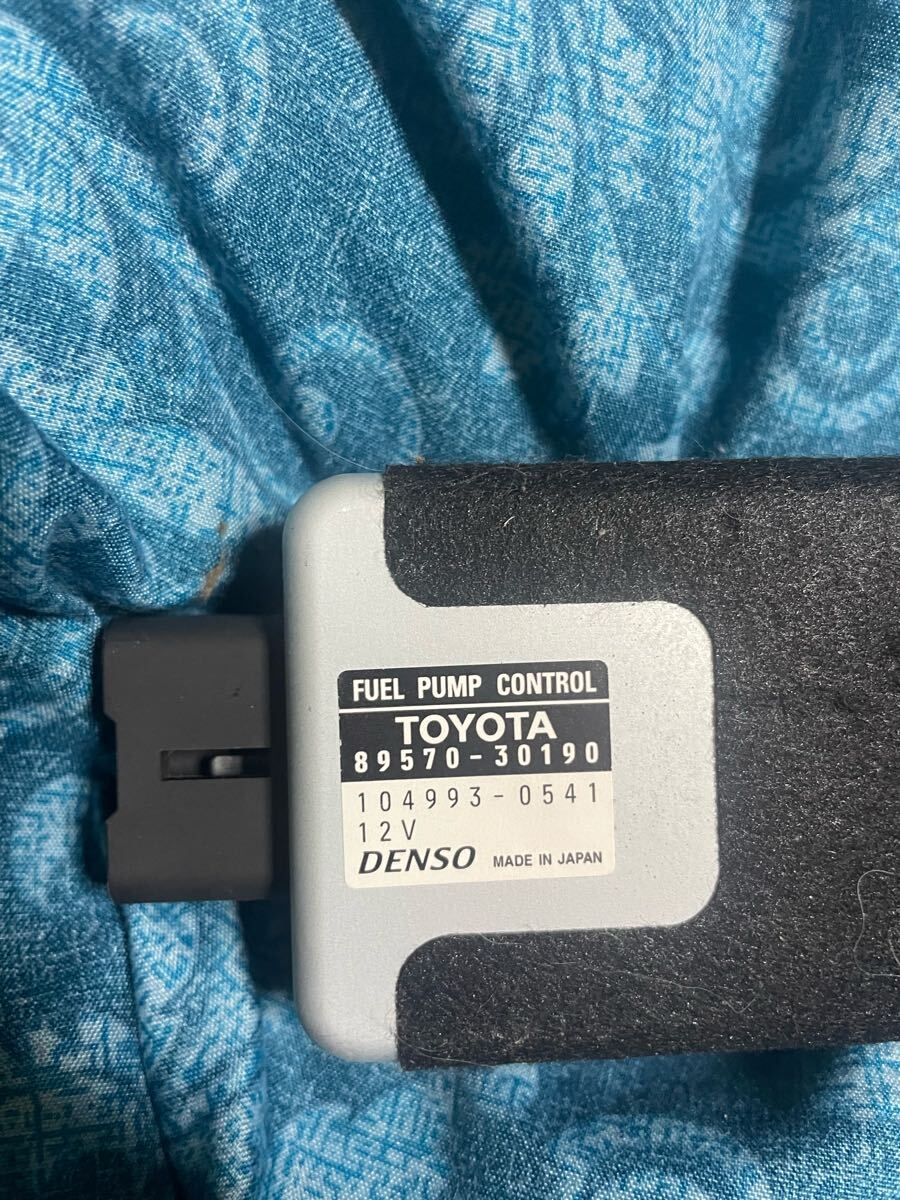 FUEL PUMP CONTROL
TOYOTA
89570-30190
104993-0541
12V
DENSO MADE IN JAPAN